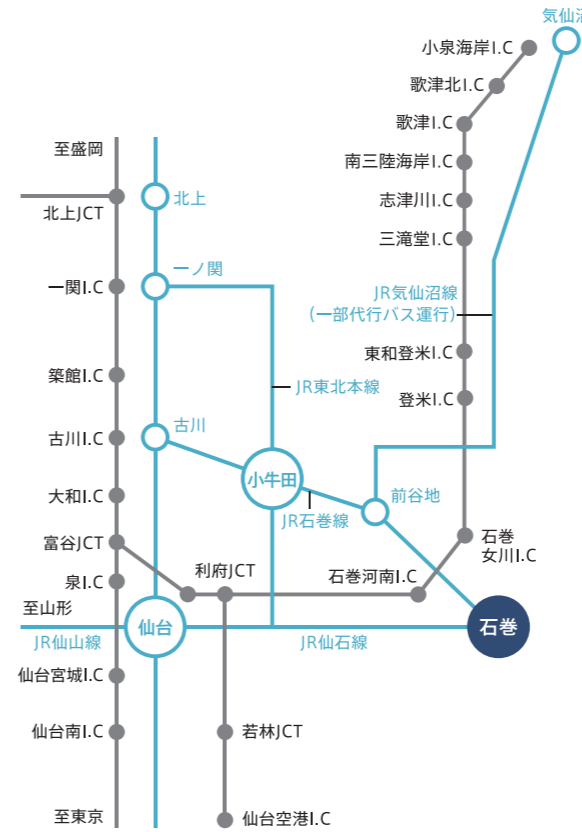 気仙沼
小泉海岸I.C
歌津北I.C
歌津I.C
至盛岡
南三陸海岸I.C
北上
志津川I.C
北上JCT
三滝堂I.C
一ノ関
一関I.C
JR気仙沼線
(一部代行バス運行)
東和登米I.C
築館I.C
JR東北本線
登米I.C
古川
古川I.C
小牛田
大和I.C
前谷地
JR石巻線
富谷JCT
石巻
女川I.C
利府JCT
石巻河南I.C
泉I.C
至山形
仙台
石巻
JR仙山線
JR仙石線
仙台宮城I.C
仙台南I.C
若林JCT
至東京
仙台空港I.C